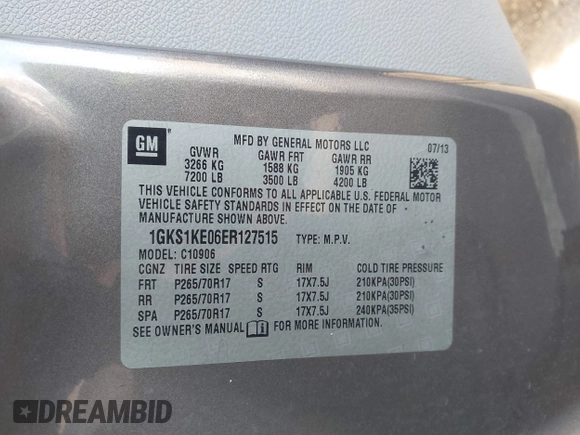 GM
MFD BY GENERAL MOTORS LLC
07/13
GVWR GAWR FRT GAWR RR
3266 KG 1588 KG 1905 KG
7200 LB 3500 LB 4200 LB
THIS VEHICLE CONFORMS TO ALL APPLICABLE U.S. FEDERAL MOTOR
VEHICLE SAFETY STANDARDS IN EFFECT ON THE DATE OF
MANUFACTURE SHOWN ABOVE.
1GKS1KE06ER127515 TYPE: M.P.V.
MODEL: C10906
CGNZ TIRE SIZE SPEED RTG RIM COLD TIRE PRESSURE
FRT P265/70R17 S 17X7.5J 210KPA(30PSI)
RR P265/70R17 S 17X7.5J 210KPA(30PSI)
SPA P265/70R17 S 17X7.5J 240KPA(35PSI)
SEE OWNER'S MANUAL FOR MORE INFORMATION.
DREAMBID